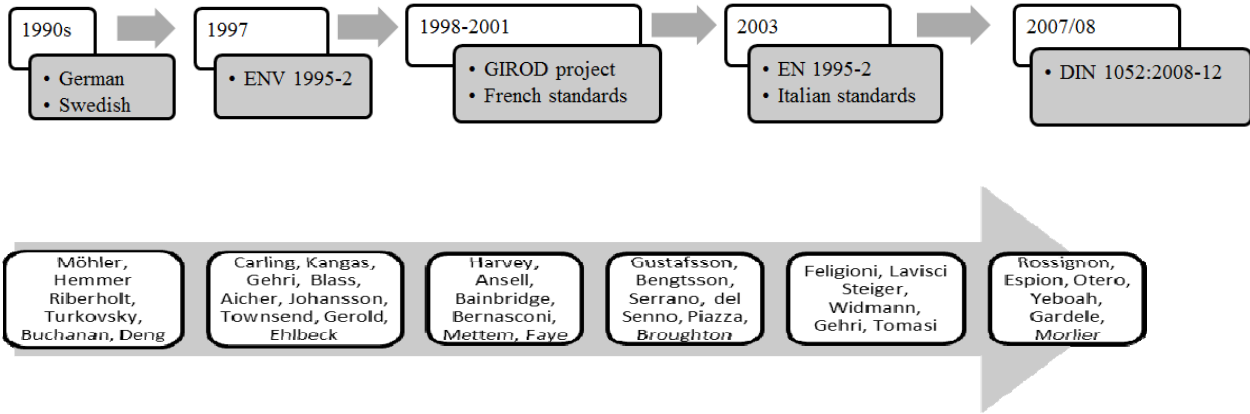 1990s
• German
• Swedish
1997
• ENV 1995-2
1998-2001
• GIROD project
• French standards
2003
• EN 1995-2
• Italian standards
2007/08
• DIN 1052:2008-12
Möhler,
Hemmer
Riberholt,
Turkovsky,
Buchanan, Deng
Carling, Kangas,
Gehri, Blass,
Aicher, Johansson,
Townsend, Gerold,
Ehlbeck
Harvey,
Ansell,
Bainbridge,
Bernasconi,
Mettem, Faye
Gustafsson,
Bengtsson,
Serrano, del
Senno, Piazza,
Broughton
Feligioni, Lavisci
Steiger,
Widmann,
Gehri, Tomasi
Rossignon,
Espion, Otero,
Yeboah,
Gardele,
Morlier